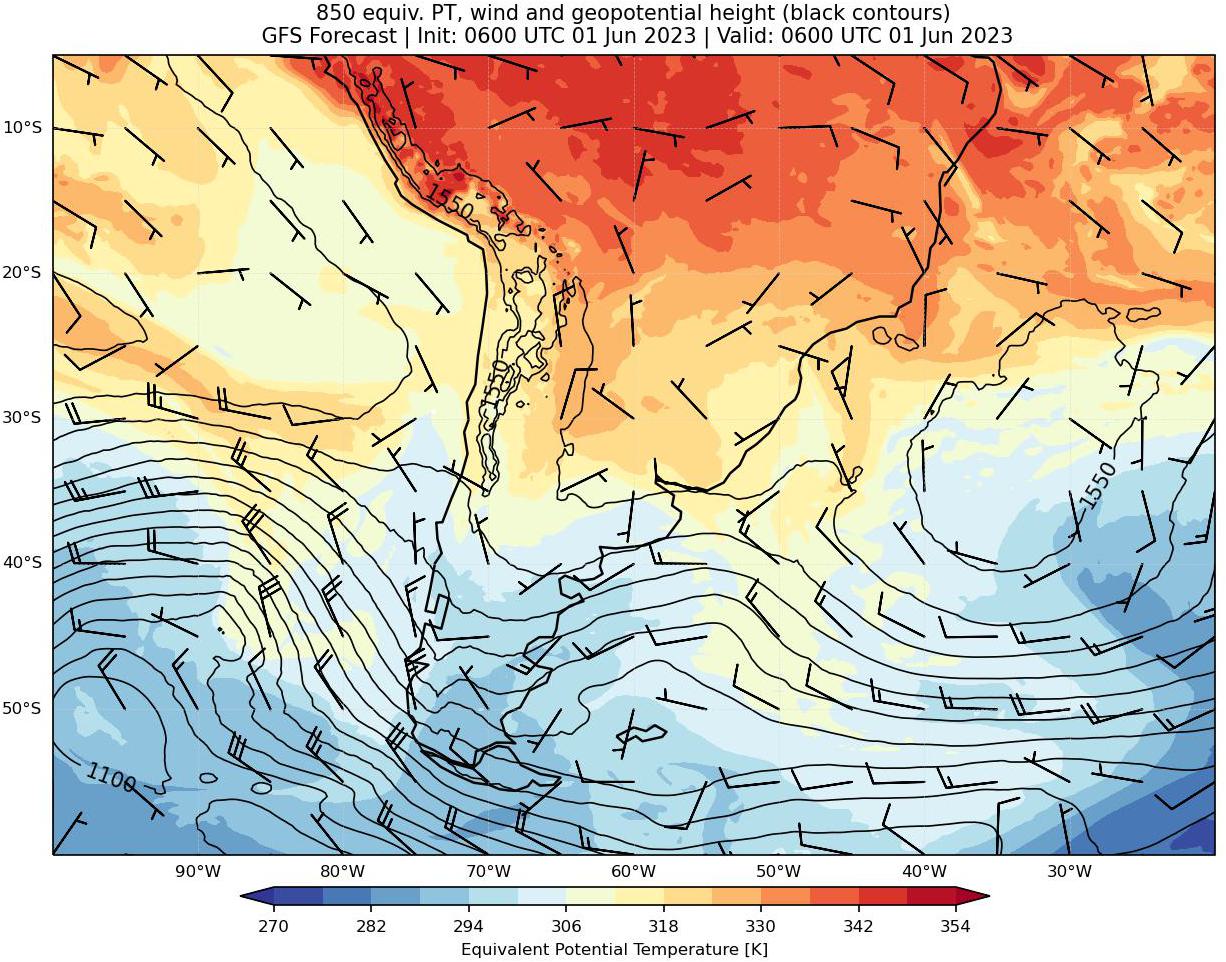 850 equiv. PT, wind and geopotential height (black contours)
GFS Forecast | Init: 0600 UTC 01 Jun 2023 | Valid: 0600 UTC 01 Jun 2023
10°S
1550
20°S
30°S
1550
40°S
50°S
1100
90°W 80°W 70°W 60°W 50°W 40°W 30°W
270 282 294 306 318 330 342 354
Equivalent Potential Temperature [K]